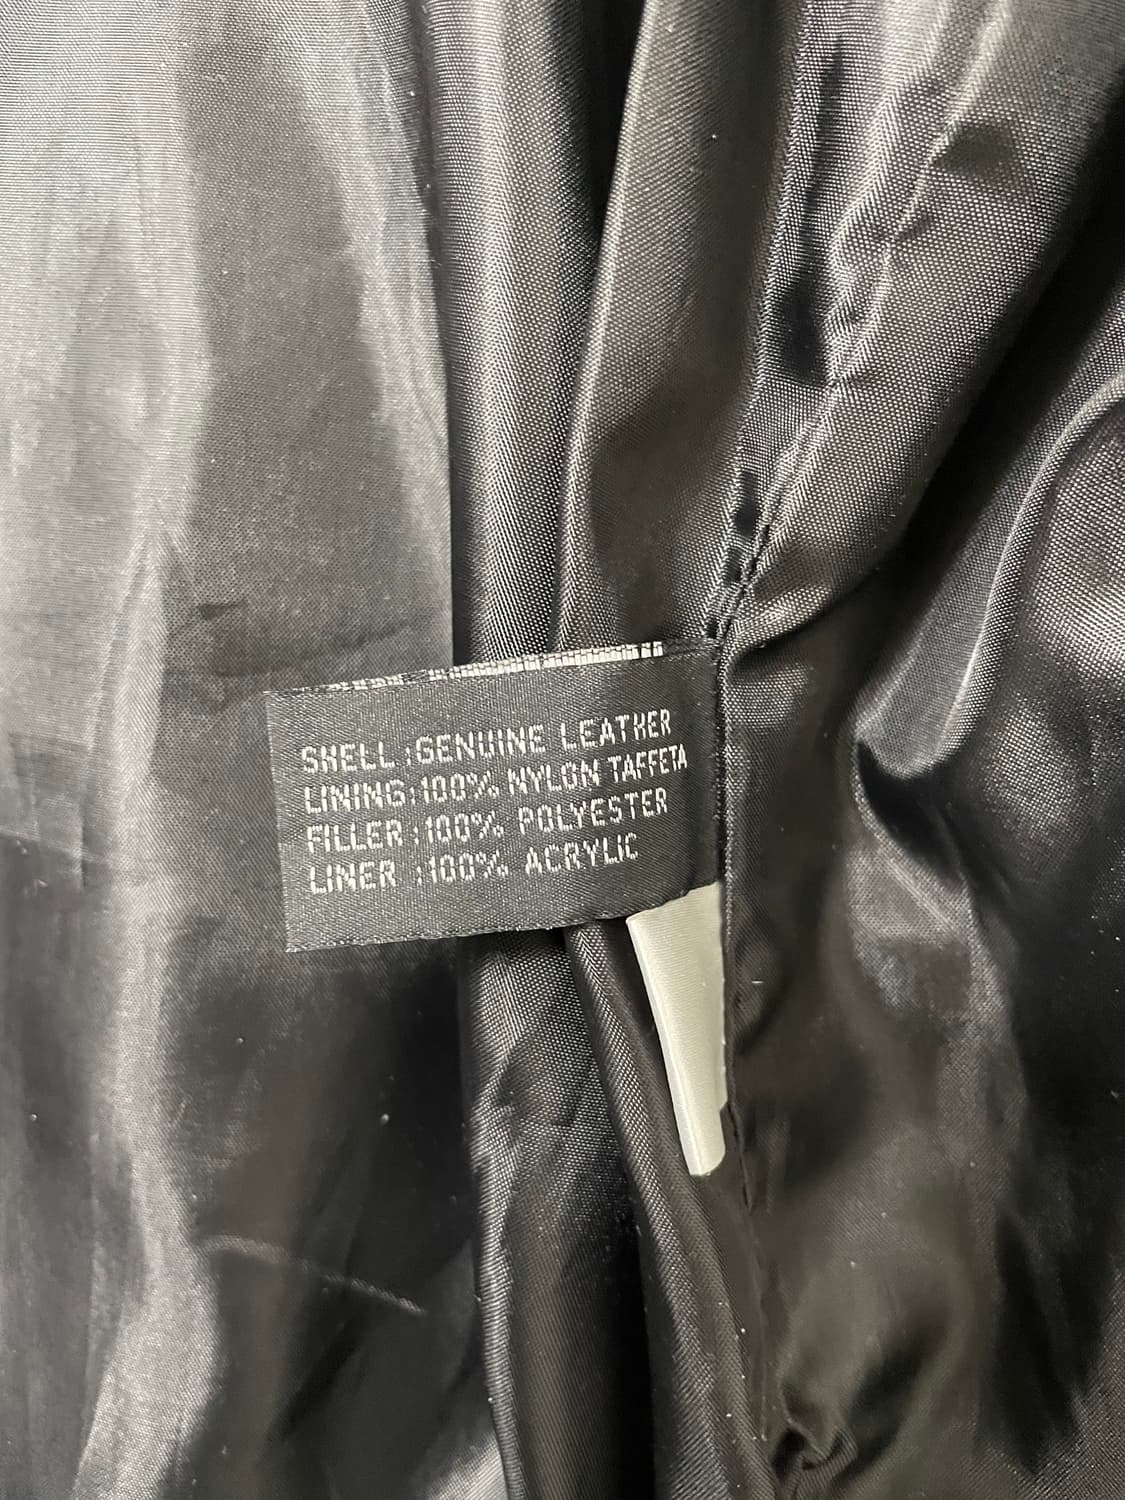 SHELL :GENUINE LEATHER
LINING:100% NYLON TAFFETA
FILLER :100% POLYESTER
LINER :100% ACRYLIC